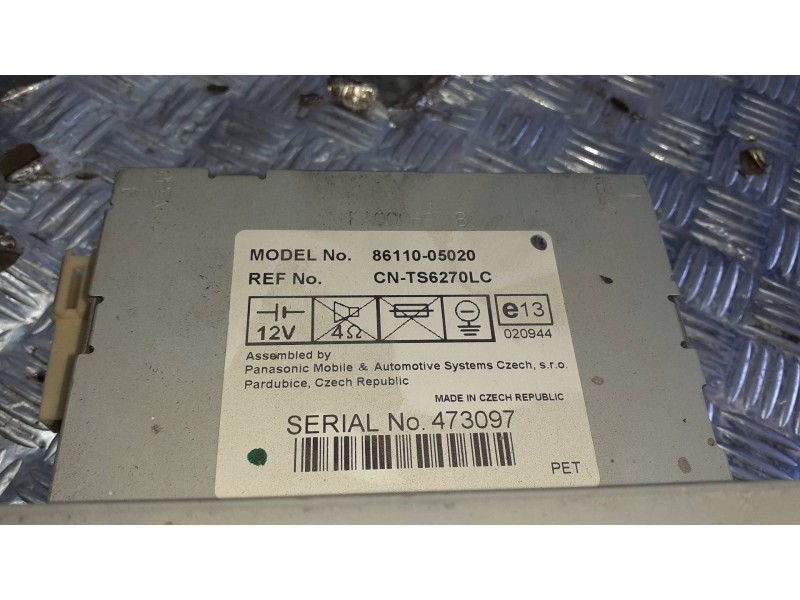 MODEL No. 86110-05020
REF No. CN-TS6270LC
12V
4Ω
e13
020944
Assembled by
Panasonic Mobile & Automotive Systems Czech, s.r.o.
Pardubice, Czech Republic
MADE IN CZECH REPUBLIC
SERIAL No. 473097
PET